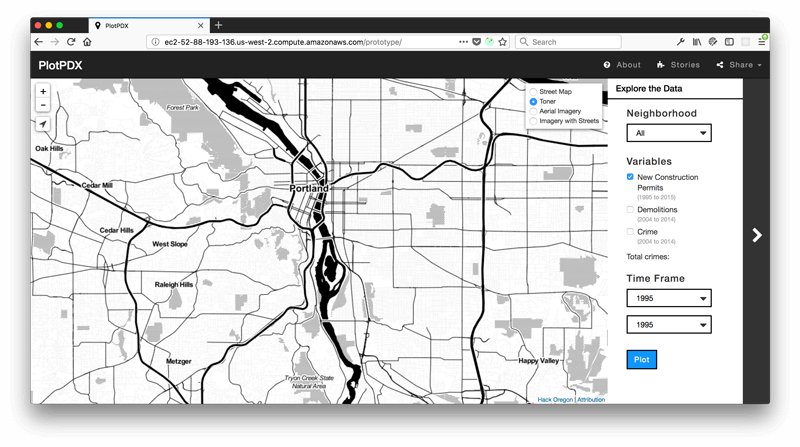 PlotPDX
ec2-52-88-193-136.us-west-2.compute.amazonaws.com/prototype/
Search
PlotPDX
About
Stories
Share
+
−
Street Map
Toner
Aerial Imagery
Imagery with Streets
Forest Park
Oak Hills
Cedar Mill
Portland
Cedar Hills
West Slope
Raleigh Hills
Metzger
Happy Valley
Tryon Creek State
Natural Area
Hack Oregon | Attribution
Explore the Data
Neighborhood
All
Variables
New Construction
Permits
(1995 to 2015)
Demolitions
(2004 to 2014)
Crime
(2004 to 2014)
Total crimes:
Time Frame
1995
1995
Plot